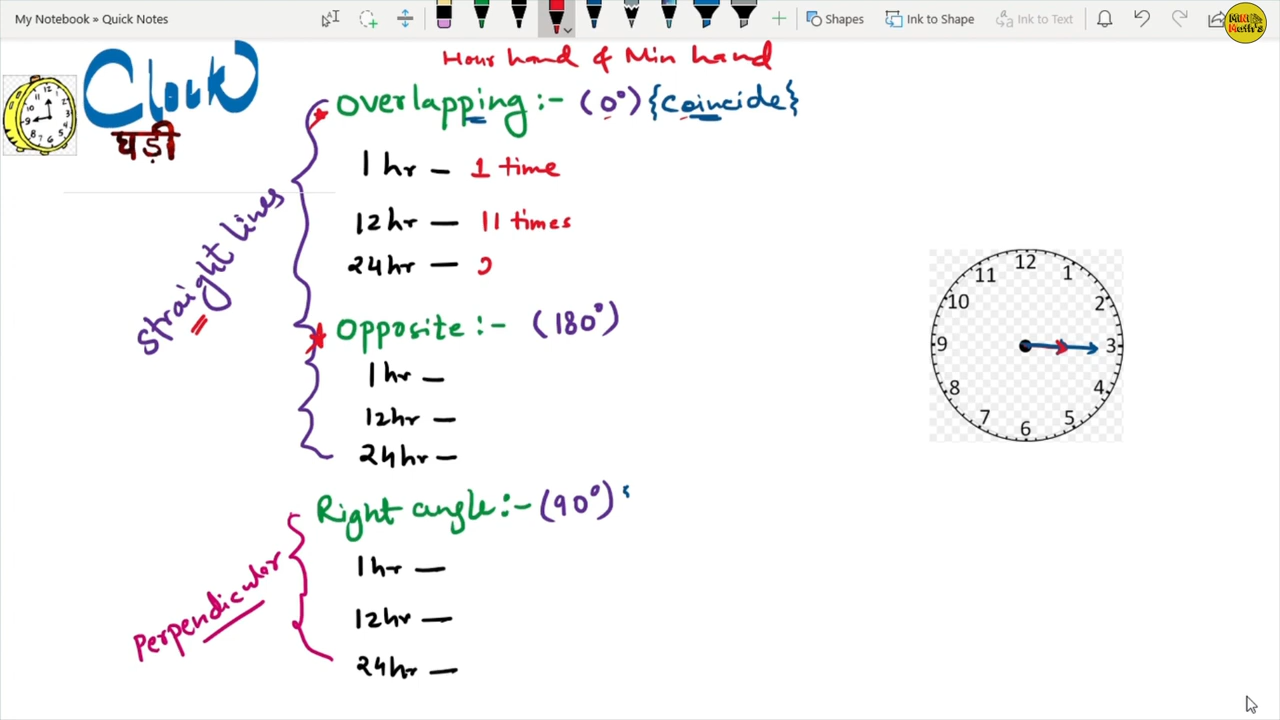 My Notebook » Quick Notes
Shapes
Ink to Shape
Ink to Text
Mini Math's
Clock
घड़ी
Hour hand & Min hand
Overlapping :- (0°) {Coincide}
1 hr - 1 time
12 hr - 11 times
24 hr - 2
Straight lines
Opposite :- (180°)
1 hr -
12 hr -
24 hr -
Right angle :- (90°)
1 hr -
12 hr -
24 hr -
Perpendicular
12
1
2
3
4
5
6
7
8
9
10
11